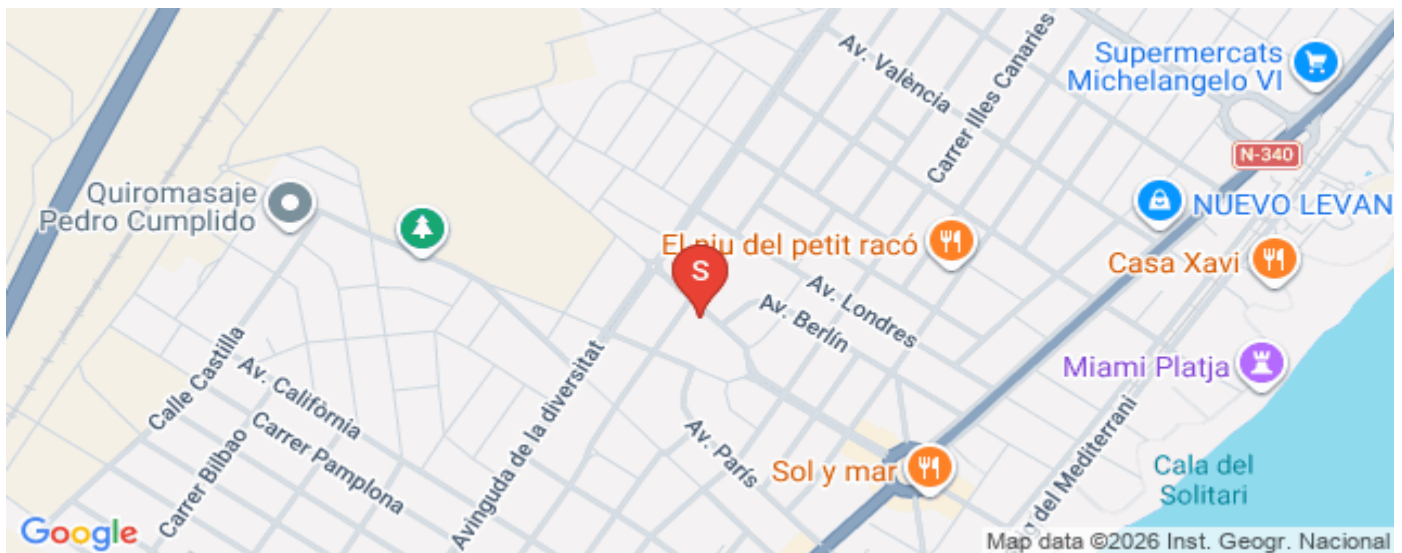 Av. València
Carrer Illes Canaries
Supermercats
Michelangelo VI
N-340
Quiromasaje
Pedro Cumplido
NUEVO LEVAN
El niu del petit racó
S
Casa Xavi
Av. Londres
Av. Berlín
Miami Platja
Calle Castilla
Av. Califòrnia
Avinguda de la diversitat
Carrer Pamplona
Carrer Bilbao
Av. París
Sol y mar
Cala del
Solitari
ig del Mediterrani
Google
Map data ©2026 Inst. Geogr. Nacional